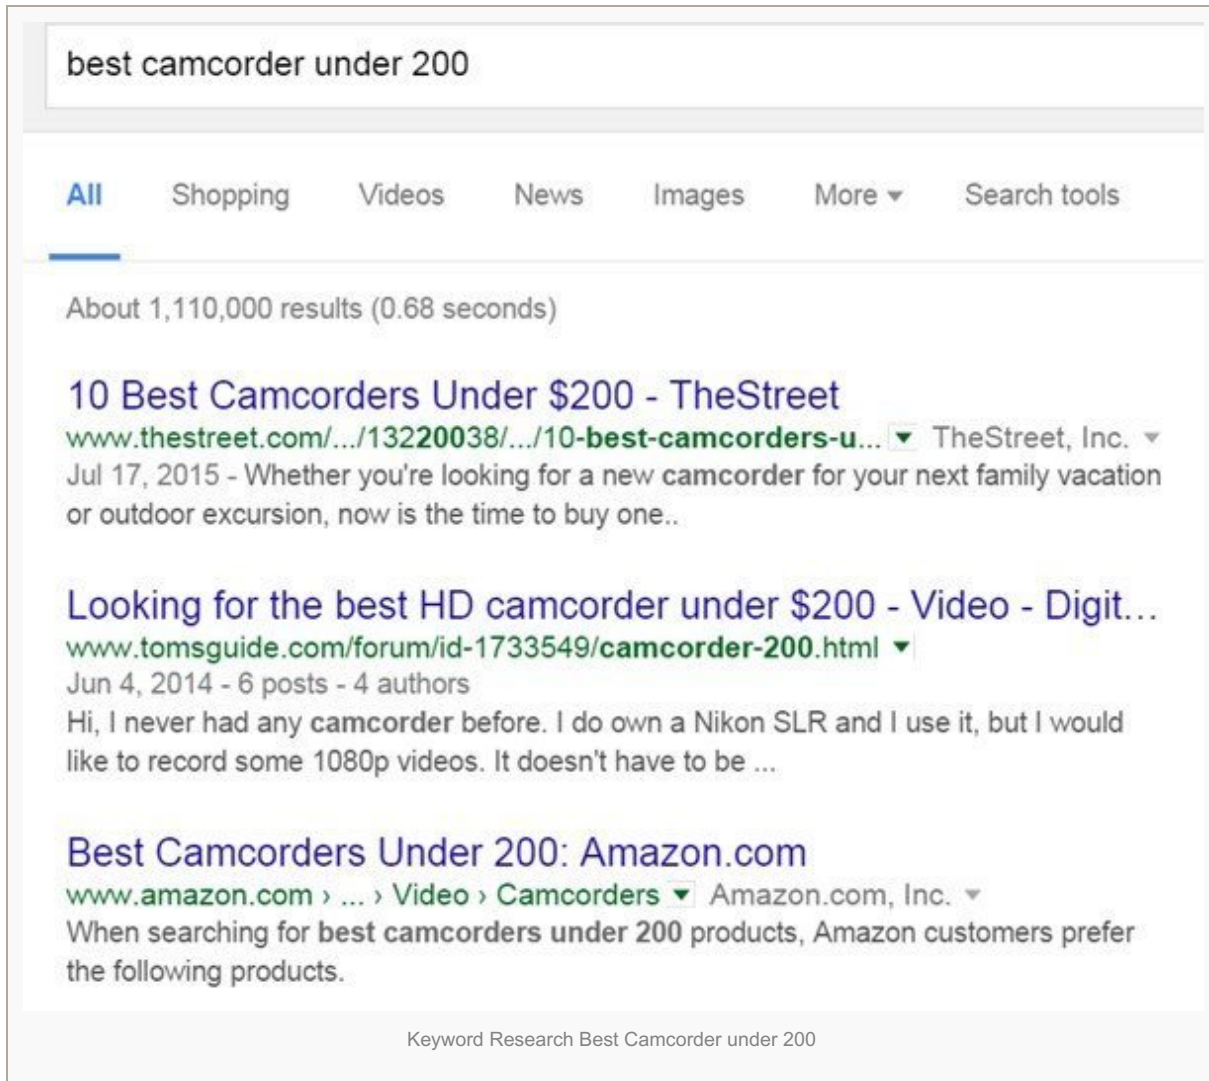 best camcorder under 200
All Shopping Videos News Images More Search tools
About 1,110,000 results (0.68 seconds)
10 Best Camcorders Under $200 - TheStreet
www.thestreet.com/.../13220038/.../10-best-camcorders-u... TheStreet, Inc.
Jul 17, 2015 - Whether you're looking for a new camcorder for your next family vacation
or outdoor excursion, now is the time to buy one..
Looking for the best HD camcorder under $200 - Video - Digit...
www.tomsguide.com/forum/id-1733549/camcorder-200.html
Jun 4, 2014 - 6 posts - 4 authors
Hi, I never had any camcorder before. I do own a Nikon SLR and I use it, but I would
like to record some 1080p videos. It doesn't have to be ...
Best Camcorders Under 200: Amazon.com
www.amazon.com › ... › Video › Camcorders Amazon.com, Inc.
When searching for best camcorders under 200 products, Amazon customers prefer
the following products.
Keyword Research Best Camcorder under 200